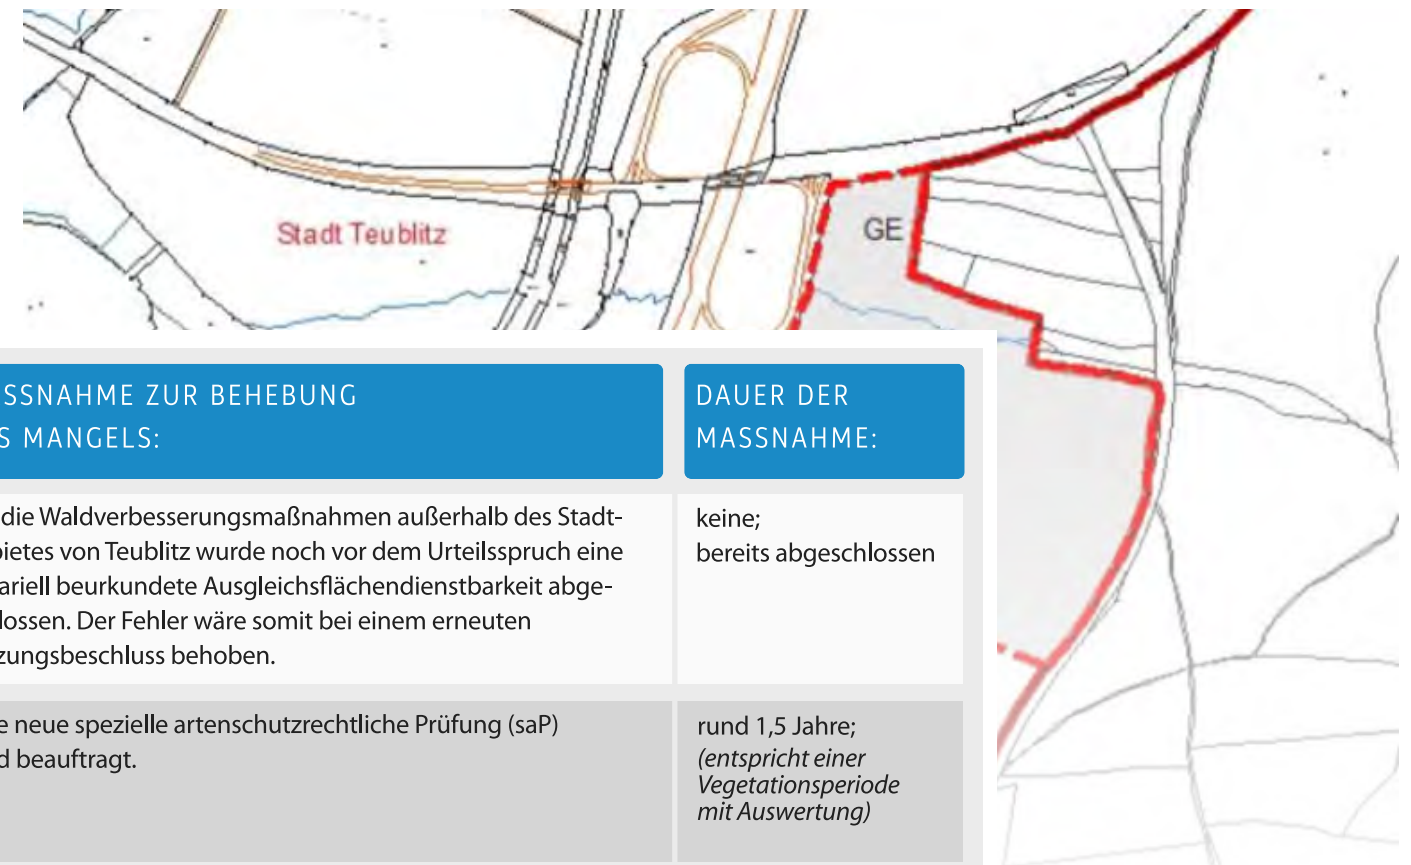 Stadt Teublitz
GE
SSNAHME ZUR BEHEBUNG
S MANGELS:
DAUER DER
MASSNAHME:
die Waldverbesserungsmaßnahmen außerhalb des Stadt-
bietes von Teublitz wurde noch vor dem Urteilsspruch eine
ariell beurkundete Ausgleichsflächendienstbarkeit abge-
lossen. Der Fehler wäre somit bei einem erneuten
zungsbeschluss behoben.
keine;
bereits abgeschlossen
e neue spezielle artenschutzrechtliche Prüfung (saP)
d beauftragt.
rund 1,5 Jahre;
(entspricht einer
Vegetationsperiode
mit Auswertung)